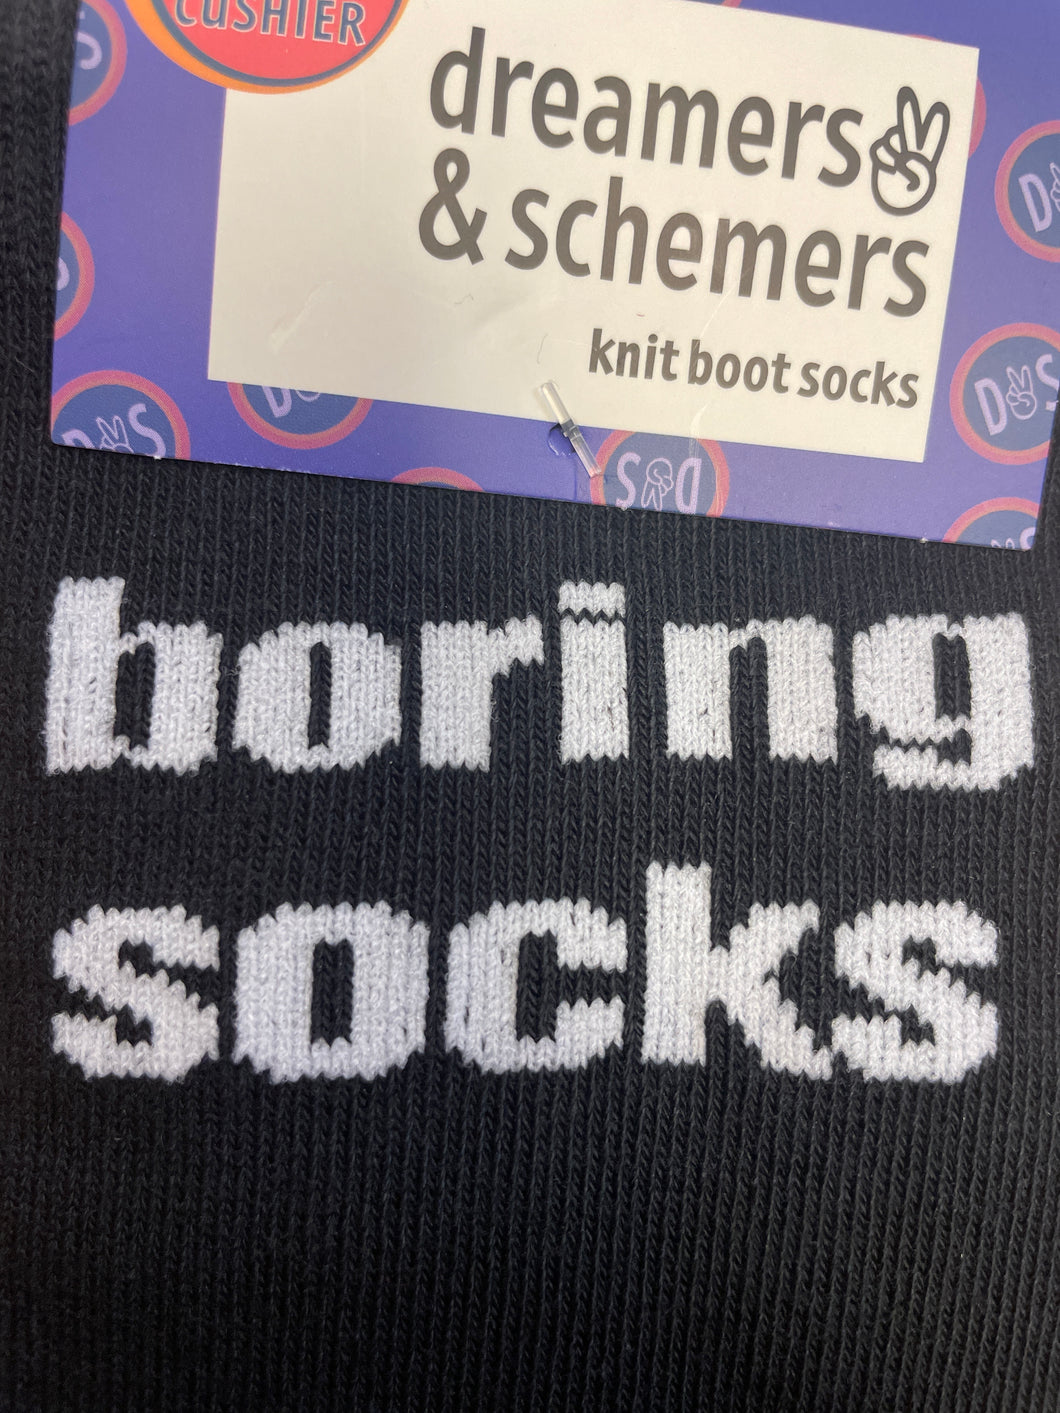 CUSHIER
dreamers
& schemers
knit boot socks
D S
D S
D S
boring
socks